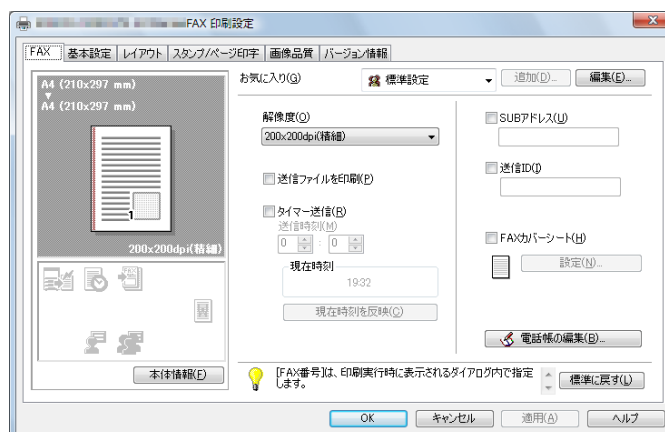 FAX 印刷設定
FAX 基本設定 レイアウト スタンプ/ページ印字 画像品質 バージョン情報
A4 (210x297 mm)
A4 (210x297 mm)
1
200x200dpi(精細)
本体情報(F)
お気に入り(Q) 標準設定 追加(D)... 編集(E)...
解像度(O)
200x200dpi(精細)
送信ファイルを印刷(P)
タイマー送信(R)
送信時刻(M)
0 : 0
現在時刻
19:32
現在時刻を反映(C)
SUBアドレス(U)
送信ID(I)
FAXカバーシート(H)
設定(N)...
電話帳の編集(B)...
[FAX番号]は、印刷実行時に表示されるダイアログ内で指定
します。
標準に戻す(L)
OK キャンセル 適用(A) ヘルプ